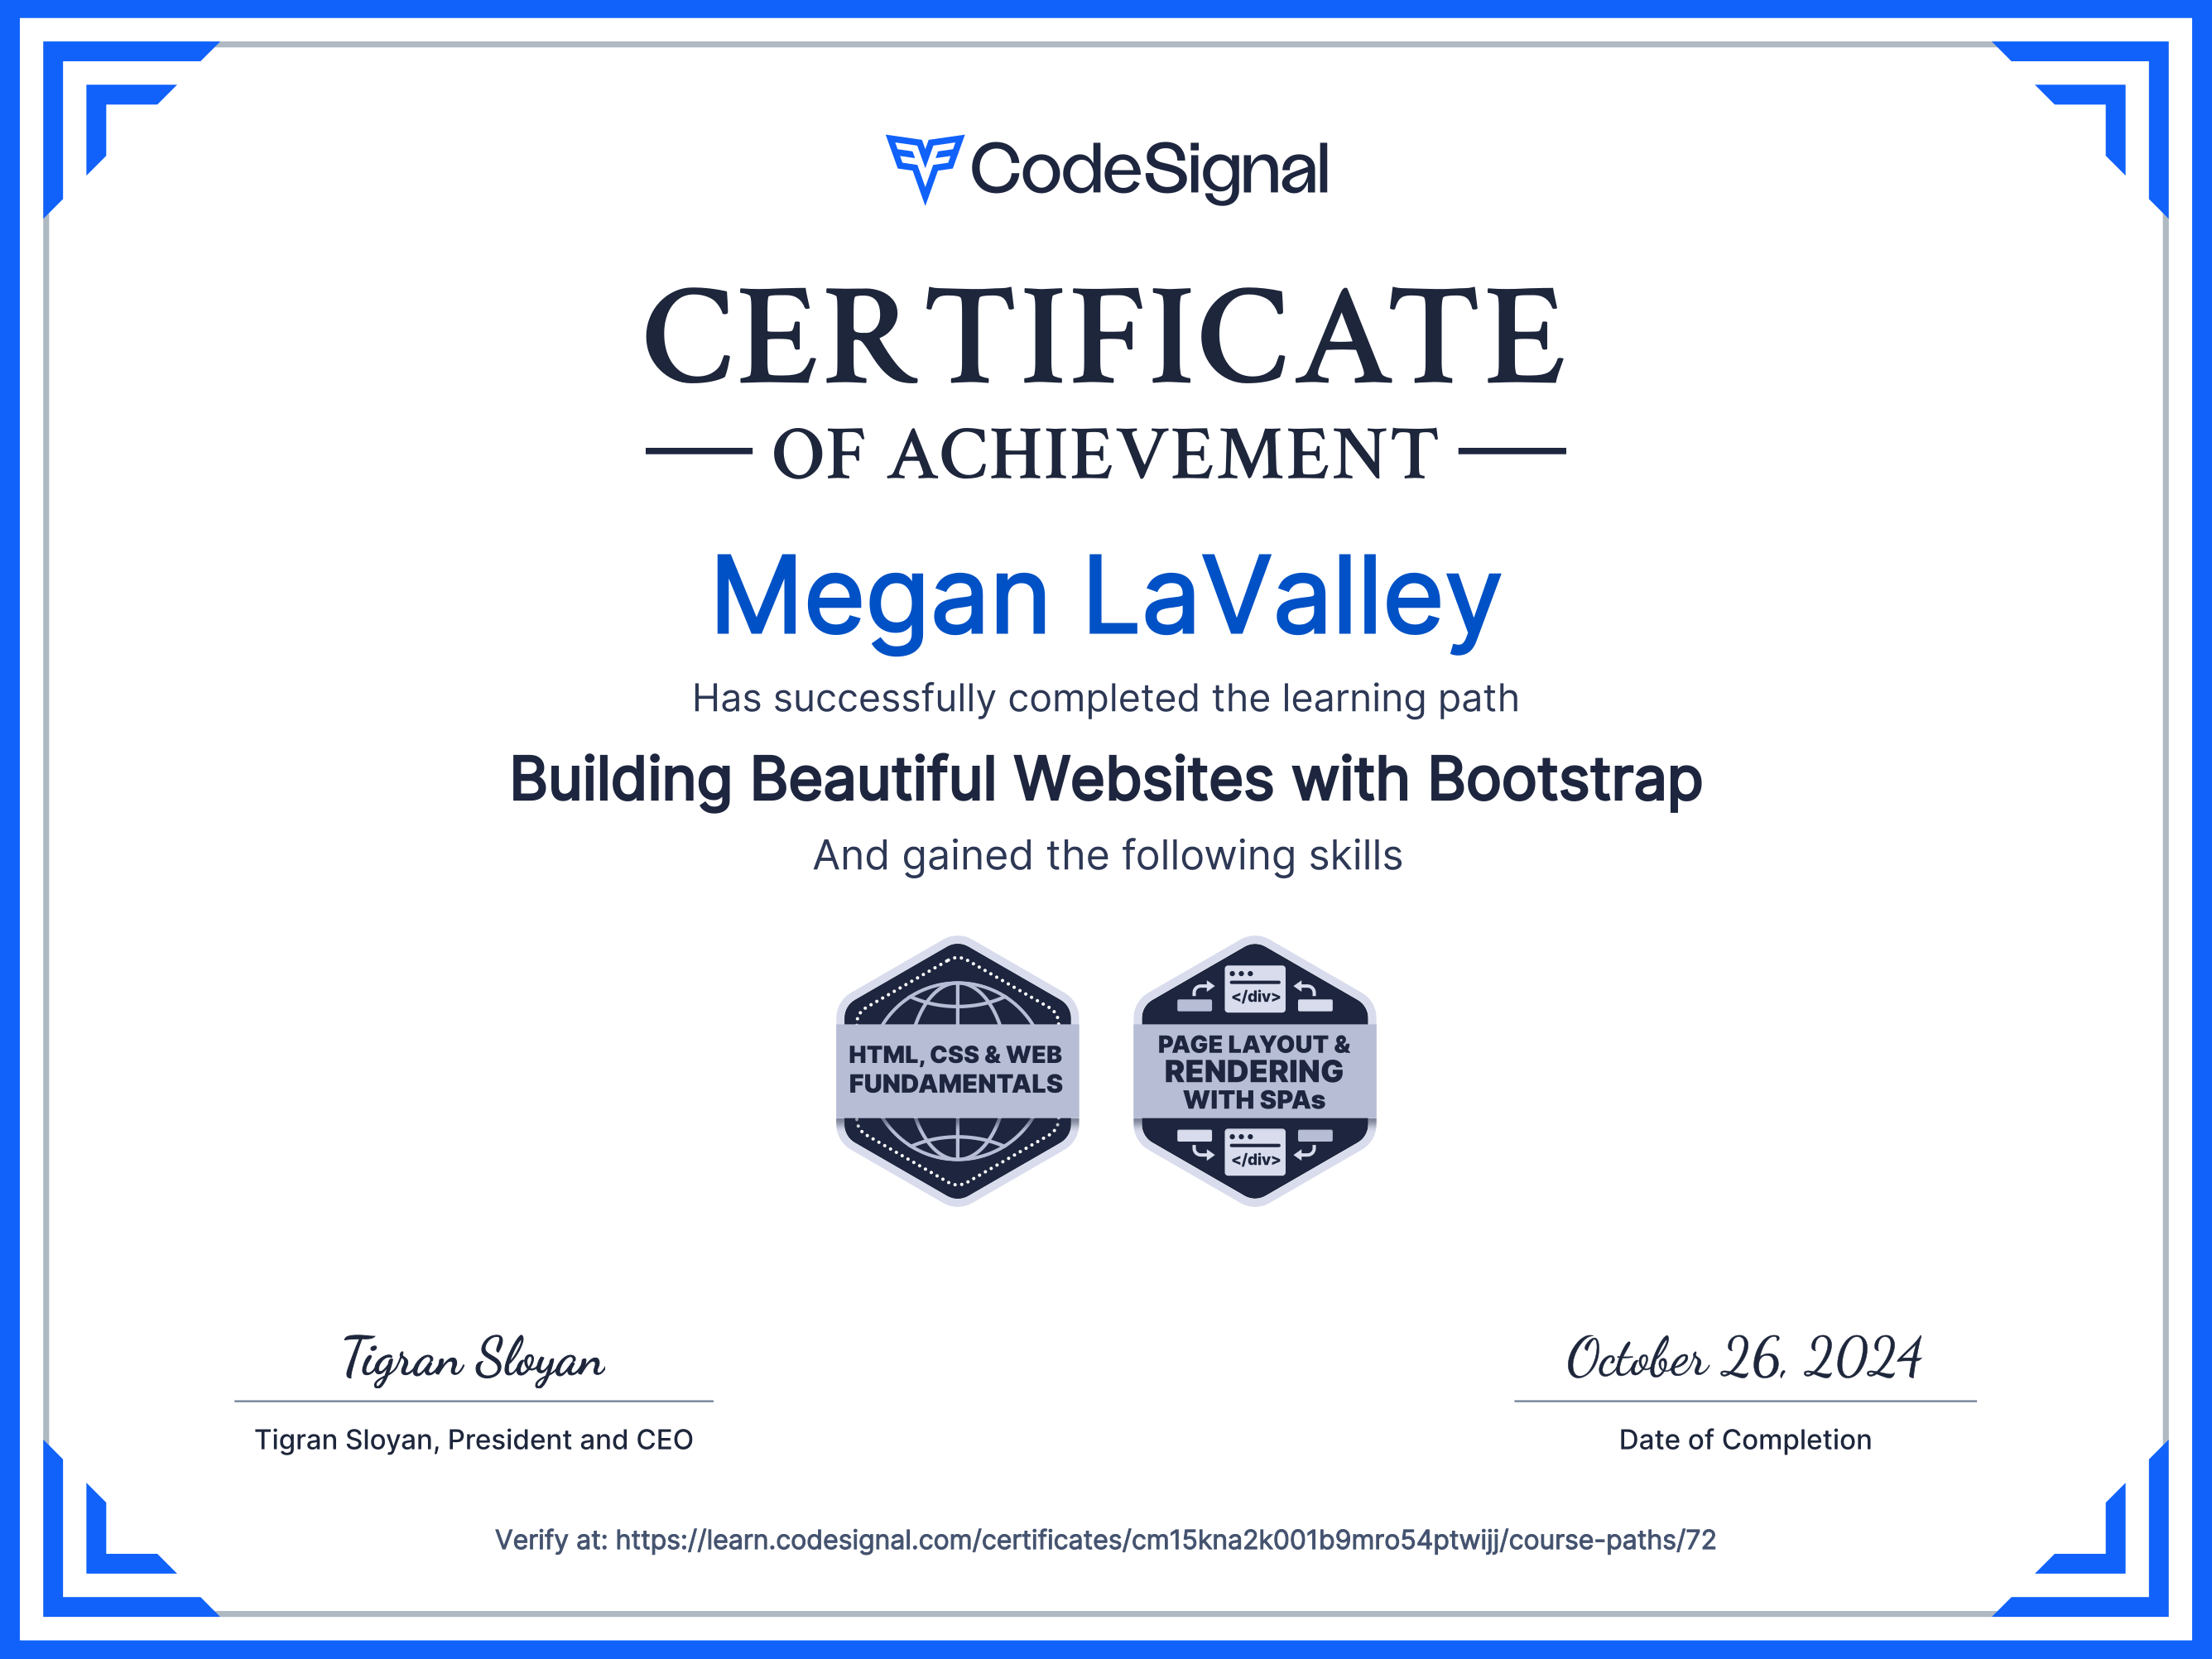 CodeSignal
CERTIFICATE
OF ACHIEVEMENT
Megan LaValley
Has successfully completed the learning path
Building Beautiful Websites with Bootstrap
And gained the following skills
HTML, CSS & WEB
FUNDAMENTALS
</div>
PAGE LAYOUT &
RENDERING
WITH SPAs
</div>
Tigran Sloyan
Tigran Sloyan, President and CEO
October 26, 2024
Date of Completion
Verify at: https://learn.codesignal.com/certificates/cm15kna2k001b9mro54ptwijj/course-paths/72